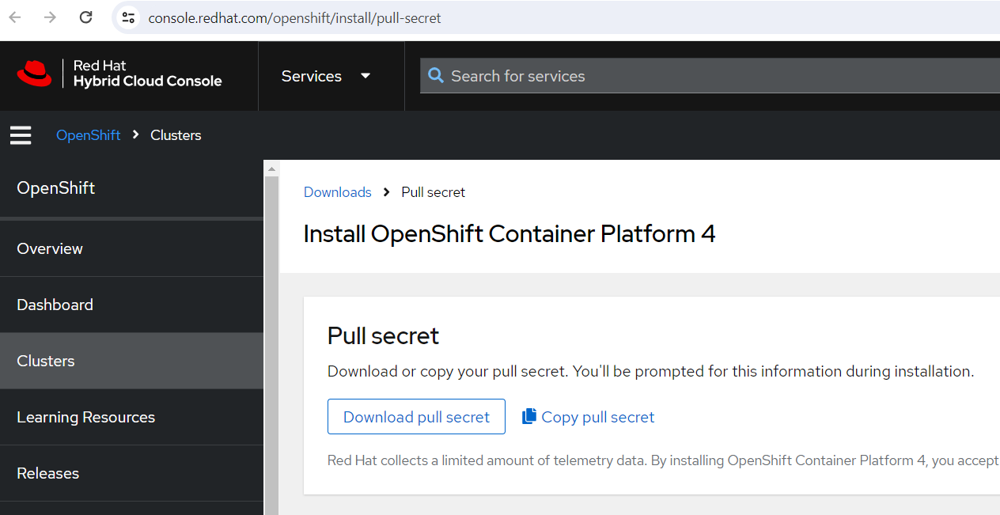 console.redhat.com/openshift/install/pull-secret
Red Hat
Hybrid Cloud Console
Services
Search for services
OpenShift
Clusters
OpenShift
Overview
Dashboard
Clusters
Learning Resources
Releases
Downloads
Pull secret
Install OpenShift Container Platform 4
Pull secret
Download or copy your pull secret. You'll be prompted for this information during installation.
Download pull secret
Copy pull secret
Red Hat collects a limited amount of telemetry data. By installing OpenShift Container Platform 4, you accept